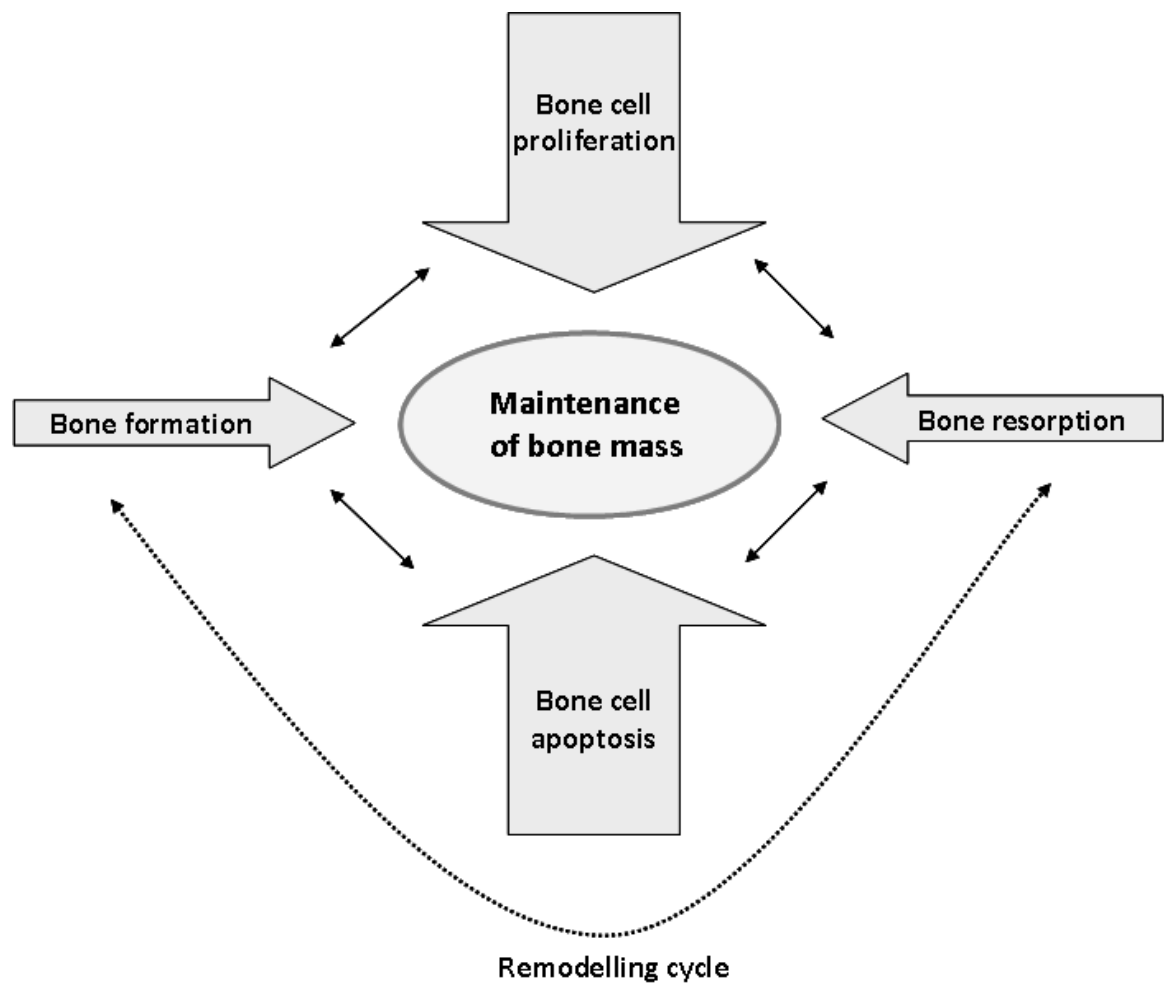 Bone cell
proliferation
Bone formation
Maintenance
of bone mass
Bone resorption
Bone cell
apoptosis
Remodelling cycle